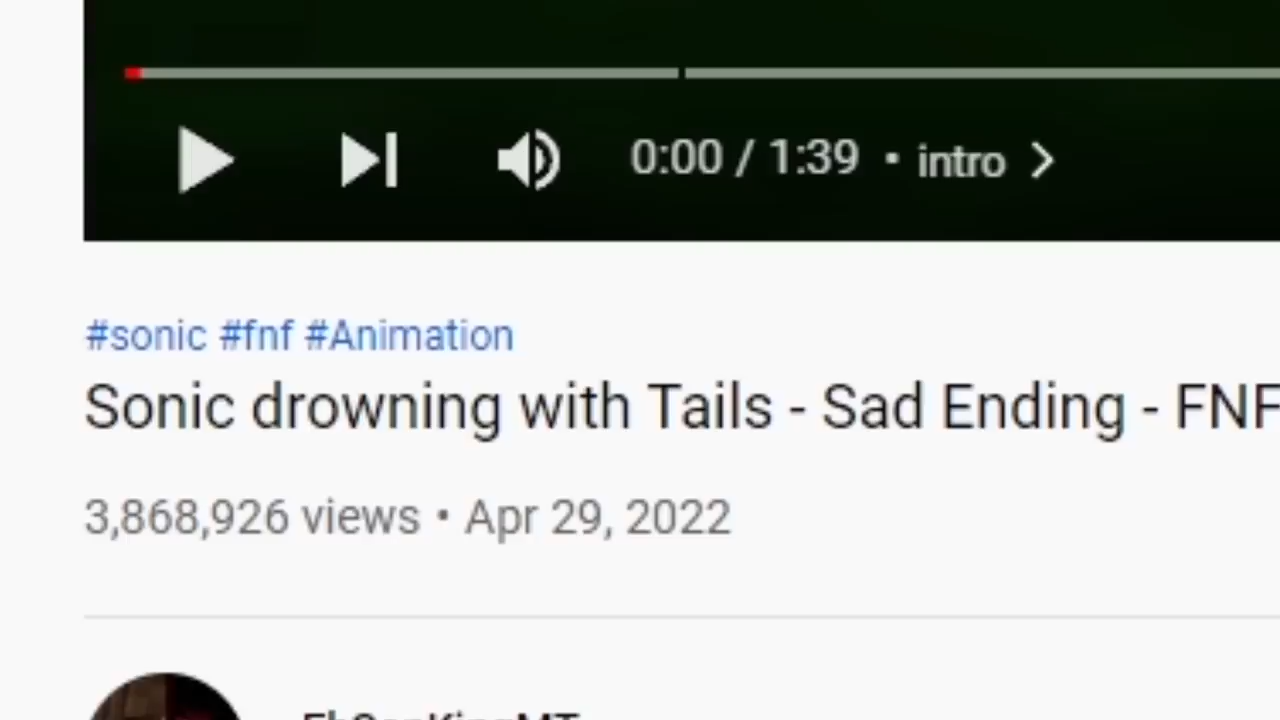 0:00 / 1:39 • intro
#sonic #fnf #Animation
Sonic drowning with Tails - Sad Ending - FNF
3,868,926 views • Apr 29, 2022